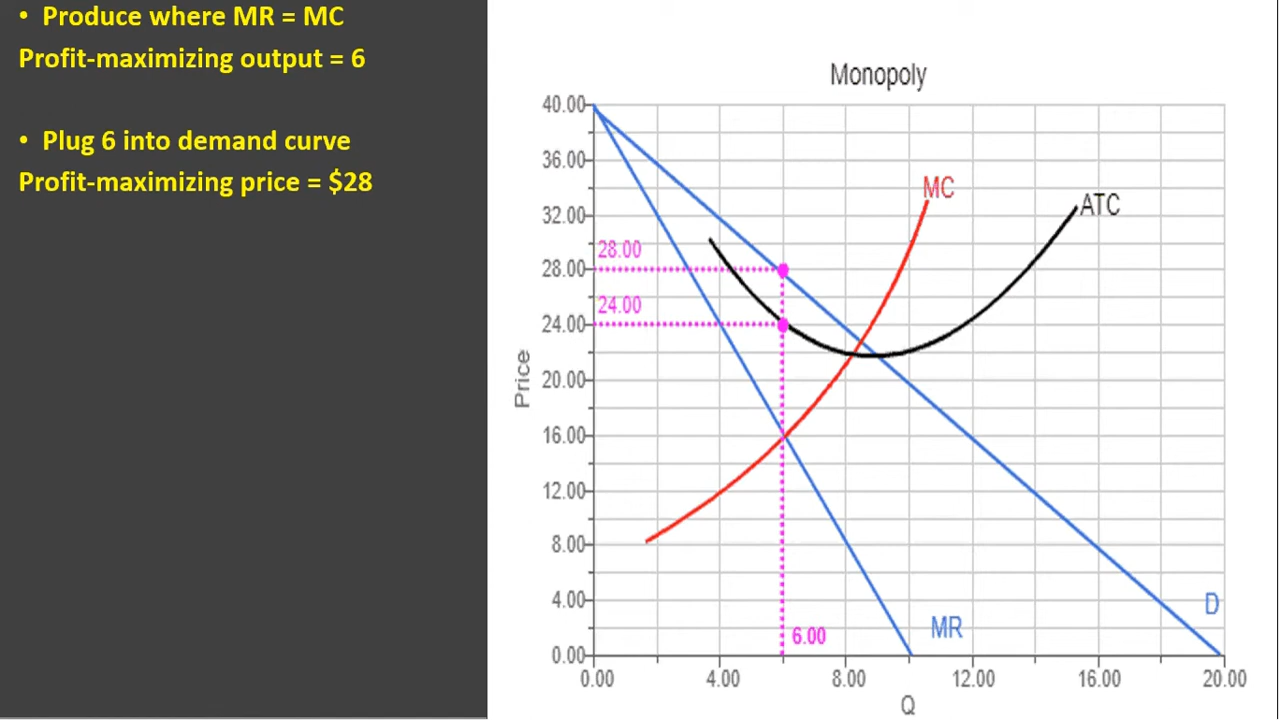 • Produce where MR = MC
Profit-maximizing output = 6
• Plug 6 into demand curve
Profit-maximizing price = $28
Monopoly
40.00
36.00
32.00
28.00
24.00
20.00
16.00
12.00
8.00
4.00
0.00
Price
28.00
24.00
MC
ATC
D
MR
6.00
0.00 4.00 8.00 12.00 16.00 20.00
Q